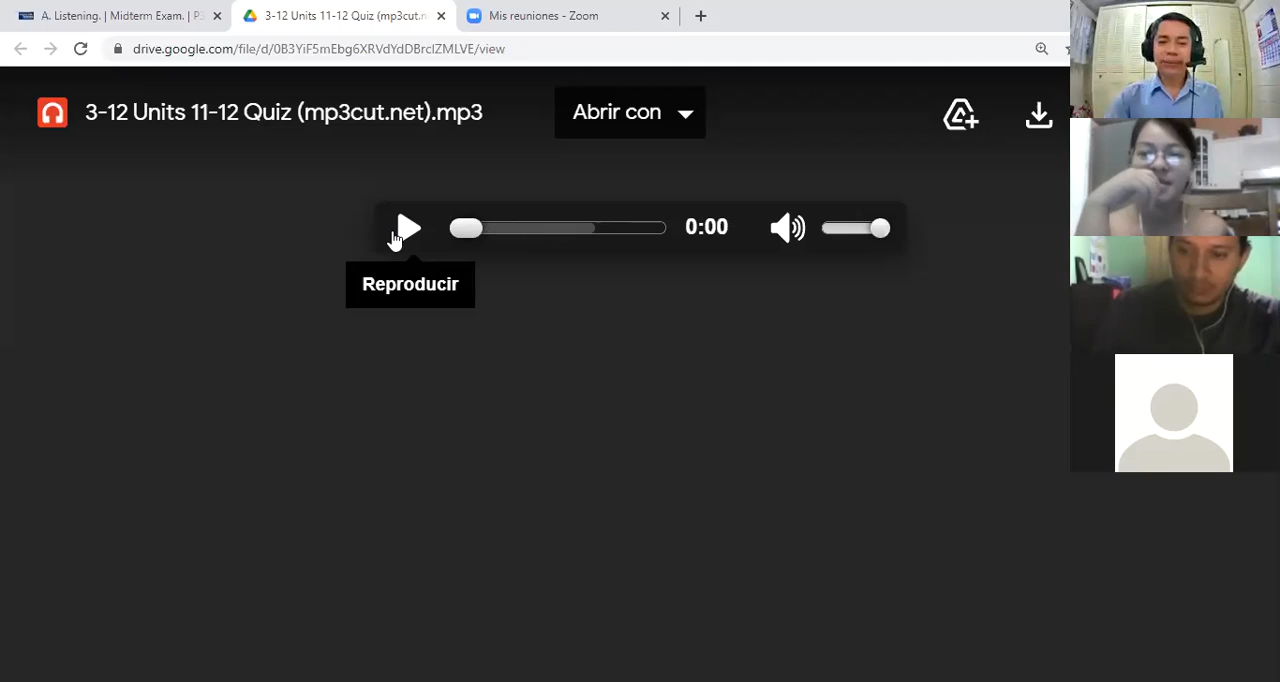 A. Listening. | Midterm Exam. | P3
3-12 Units 11-12 Quiz (mp3cut.n
Mis reuniones - Zoom
drive.google.com/file/d/0B3YiF5mEbg6XRVdYdDBrclZMLVE/view
3-12 Units 11-12 Quiz (mp3cut.net).mp3
Abrir con
0:00
Reproducir